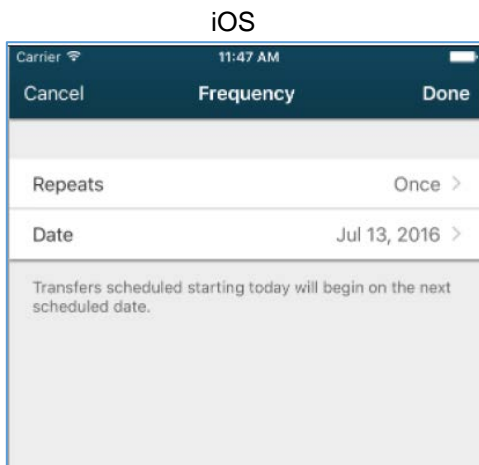 iOS
Carrier 11:47 AM
Cancel Frequency Done
Repeats Once
Date Jul 13, 2016
Transfers scheduled starting today will begin on the next
scheduled date.